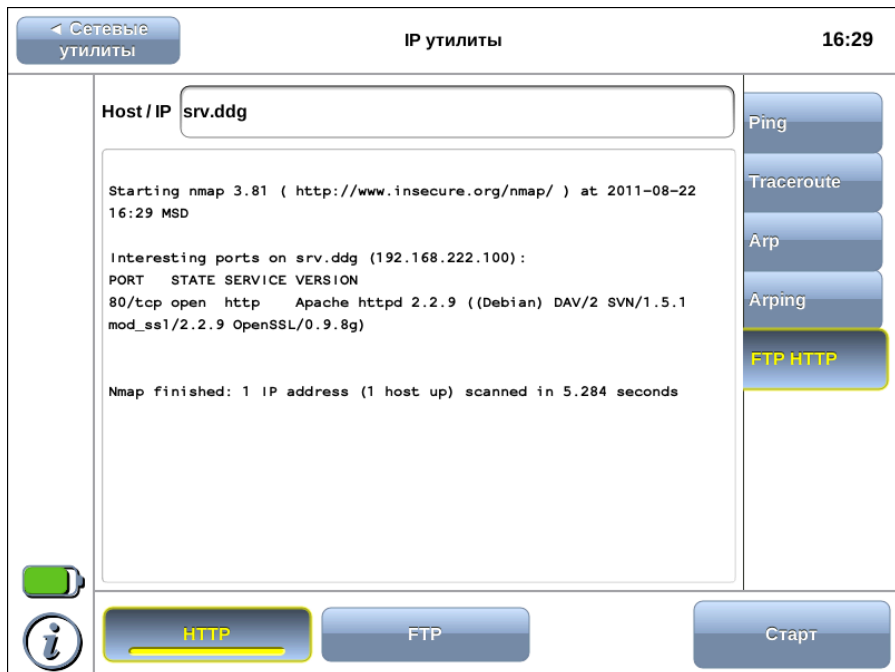 ◄ Сетевые
утилиты
IP утилиты
16:29
Host / IP srv.ddg
Starting nmap 3.81 ( http://www.insecure.org/nmap/ ) at 2011-08-22
16:29 MSD
Interesting ports on srv.ddg (192.168.222.100):
PORT STATE SERVICE VERSION
80/tcp open http Apache httpd 2.2.9 ((Debian) DAV/2 SVN/1.5.1
mod_ssl/2.2.9 OpenSSL/0.9.8g)
Nmap finished: 1 IP address (1 host up) scanned in 5.284 seconds
Ping
Traceroute
Arp
Arping
FTP HTTP
HTTP
FTP
Старт
i